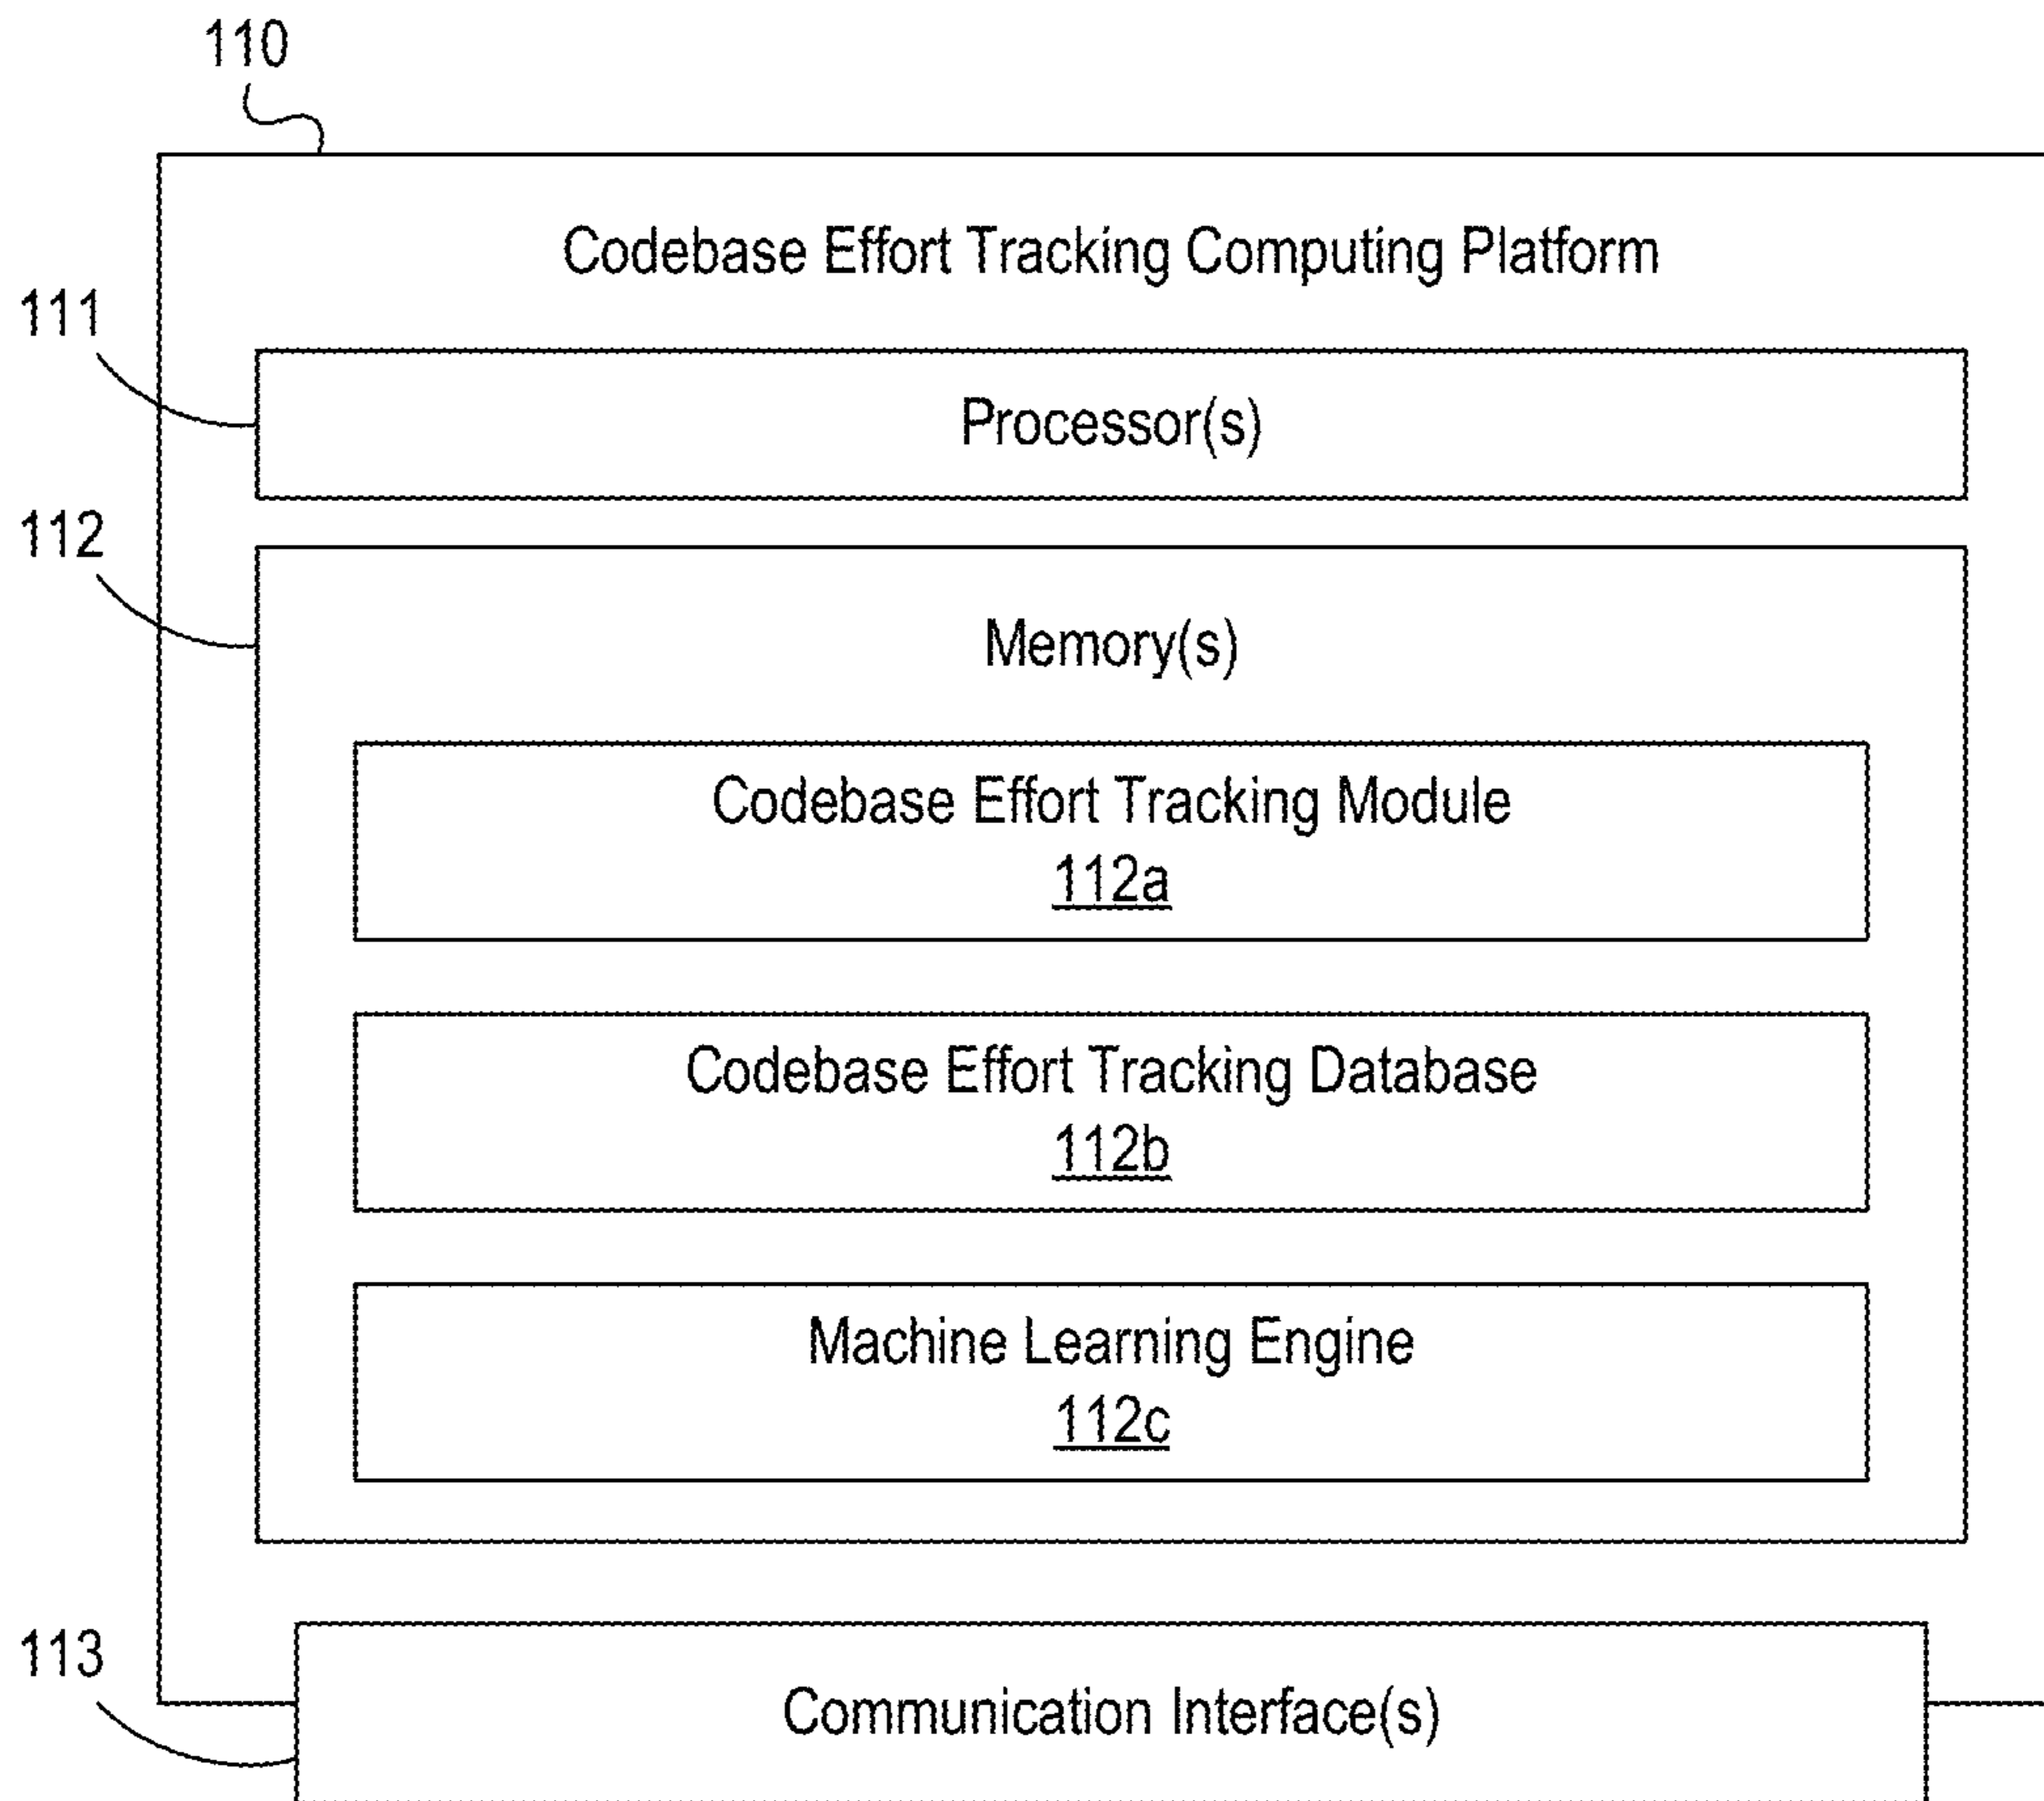 110
Codebase Effort Tracking Computing Platform
111
Processor(s)
112
Memory(s)
Codebase Effort Tracking Module
112a
Codebase Effort Tracking Database
112b
Machine Learning Engine
112c
113
Communication Interface(s)